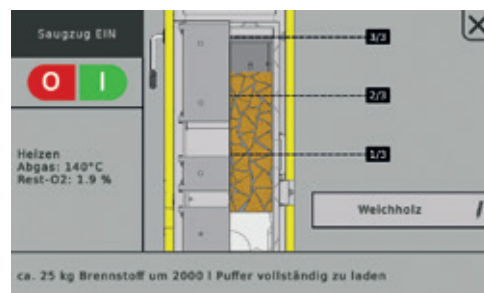 Saugzug EIN
O I
Heizen
Abgas: 140°C
Rest-O2: 1.9 %
3/3
2/3
1/3
Weichholz
ca. 25 kg Brennstoff um 2000 l Puffer vollständig zu laden